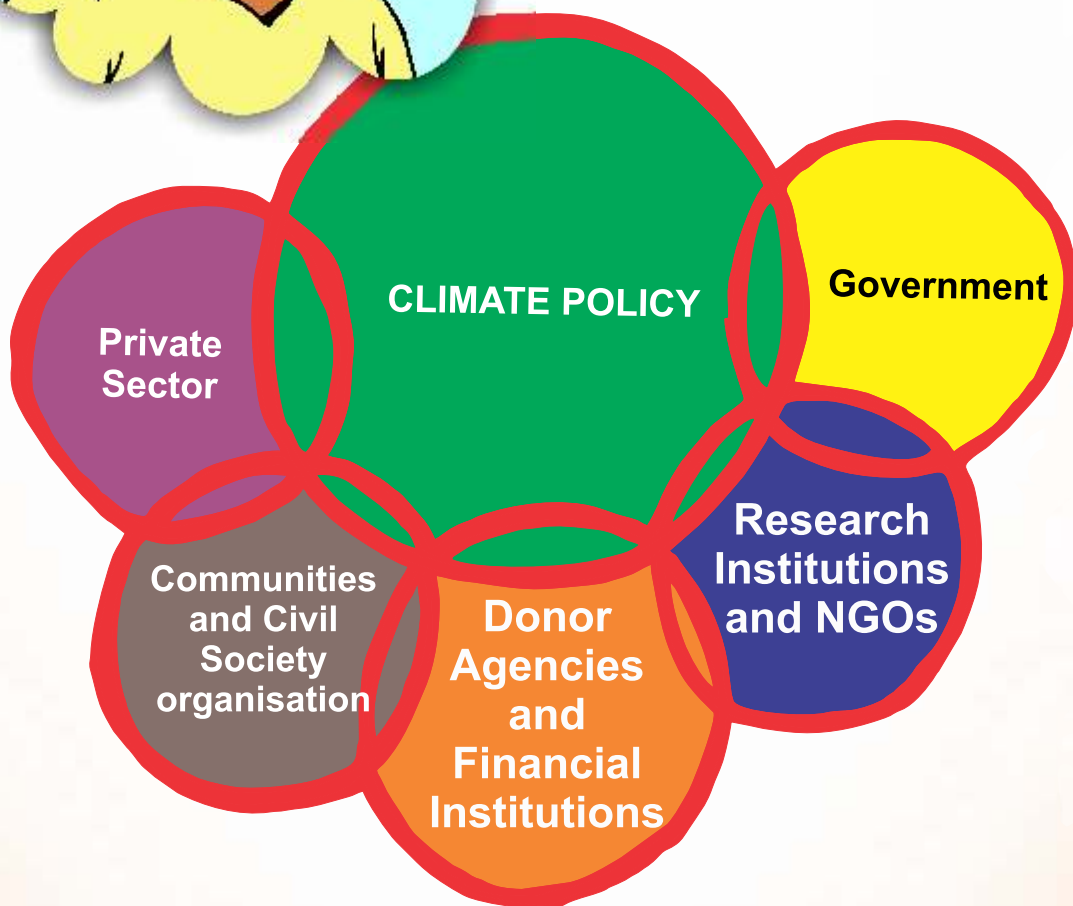 CLIMATE POLICY
Government
Private
Sector
Research
Institutions
and NGOs
Communities
and Civil
Society
organisation
Donor
Agencies
and
Financial
Institutions